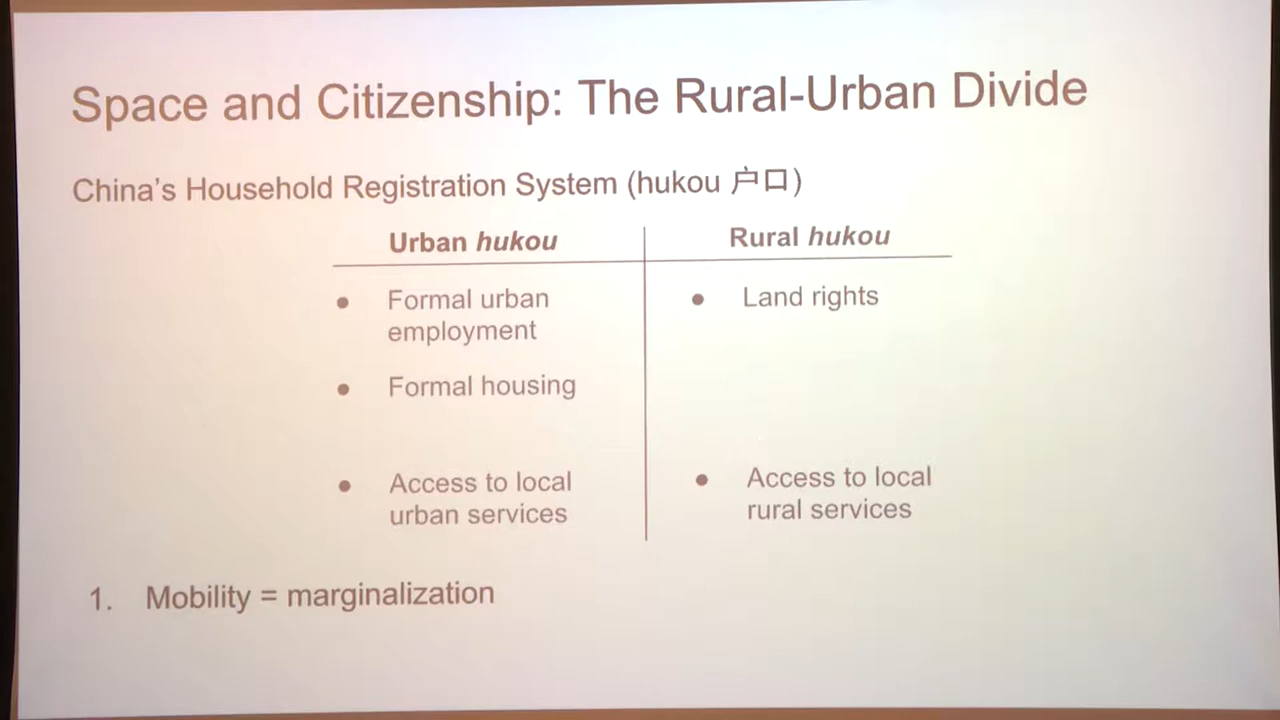 Space and Citizenship: The Rural-Urban Divide
China's Household Registration System (hukou 户口)
Urban hukou
Rural hukou
● Formal urban
employment
● Formal housing
● Access to local
urban services
● Land rights
● Access to local
rural services
1. Mobility = marginalization